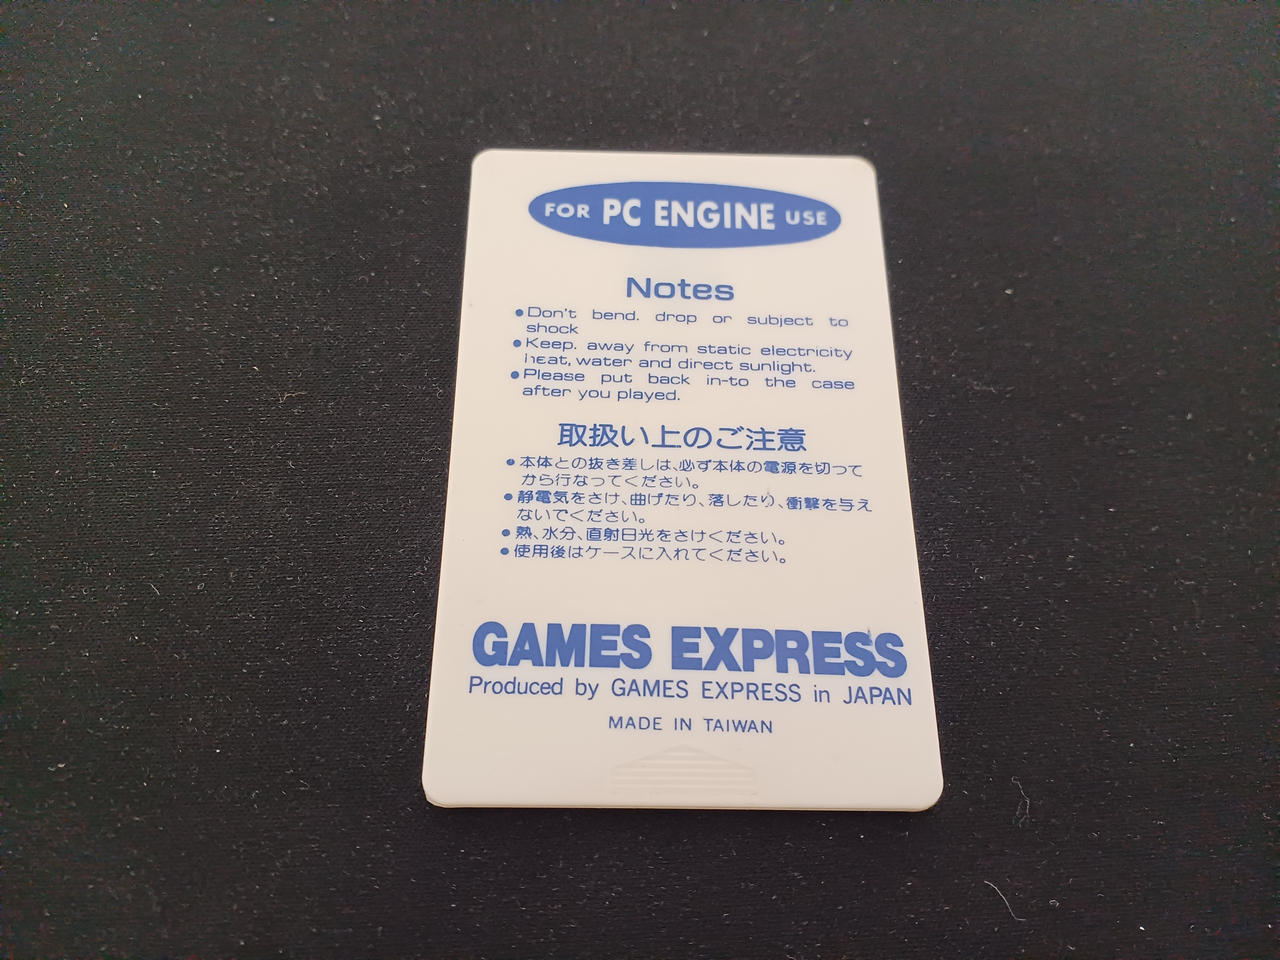 FOR PC ENGINE USE
Notes
●Don't bend. drop or subject to
shock
●Keep. away from static electricity
heat, water and direct sunlight.
●Please put back in-to the case
after you played.
取扱い上のご注意
●本体との抜き差しは、必ず本体の電源を切って
から行なってください。
●静電気をさけ、曲げたり、落したり、衝撃を与え
ないでください。
●熱、水分、直射日光をさけください。
●使用後はケースに入れてください。
GAMES EXPRESS
Produced by GAMES EXPRESS in JAPAN
MADE IN TAIWAN